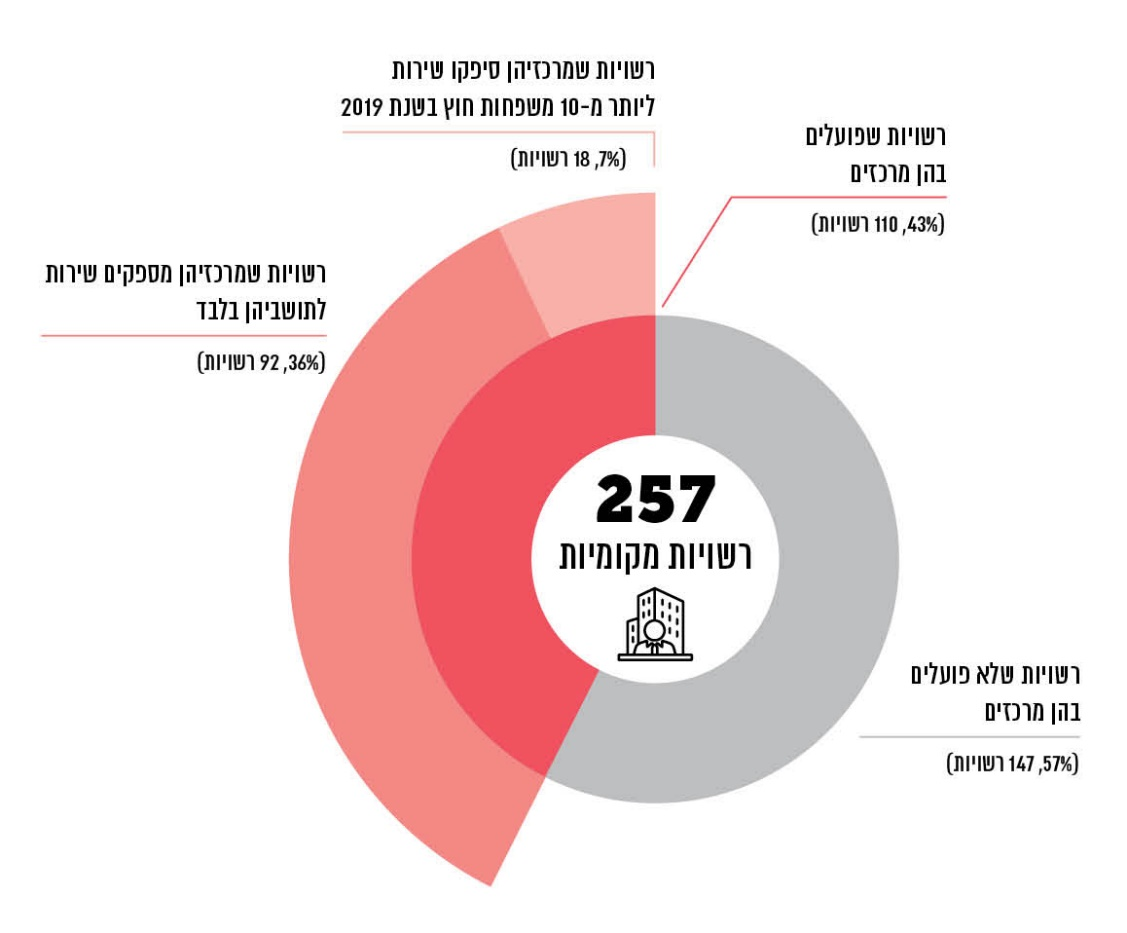 רשויות שמרכזיהן סיפקו שירות
ליותר מ-10 משפחות חוץ בשנת 2019
(7%, 18 רשויות)
רשויות שפועלים
בהן מרכזים
(43%, 110 רשויות)
רשויות שמרכזיהן מספקים שירות
לתושביהן בלבד
(36%, 92 רשויות)
257
רשויות מקומיות
רשויות שלא פועלים
בהן מרכזים
(57%, 147 רשויות)